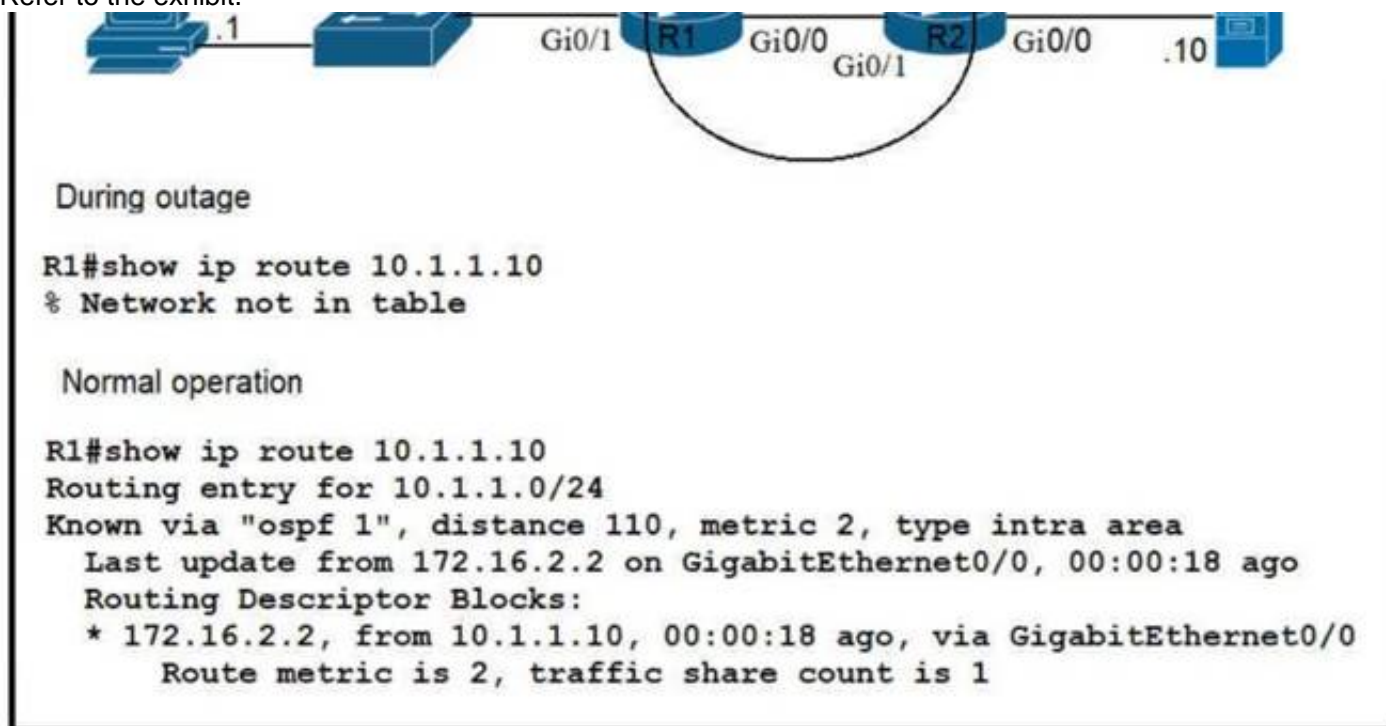 Refer to the exhibit.
.1
Gi0/1
R1
Gi0/0
Gi0/1
R2
Gi0/0
.10
During outage
R1#show ip route 10.1.1.10
% Network not in table
Normal operation
R1#show ip route 10.1.1.10
Routing entry for 10.1.1.0/24
Known via "ospf 1", distance 110, metric 2, type intra area
Last update from 172.16.2.2 on GigabitEthernet0/0, 00:00:18 ago
Routing Descriptor Blocks:
* 172.16.2.2, from 10.1.1.10, 00:00:18 ago, via GigabitEthernet0/0
Route metric is 2, traffic share count is 1